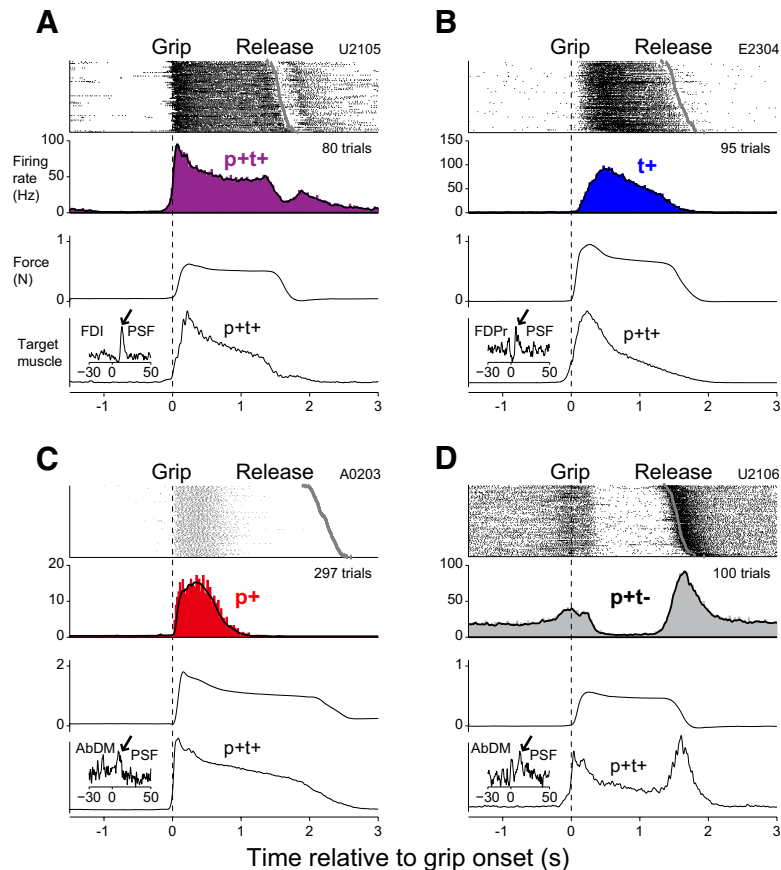 A
Grip Release U2105
Firing rate (Hz)
100
50
0
80 trials
p+t+
Force (N)
1
0
Target muscle
FDI PSF
−30 0 50
p+t+
-1 0 1 2 3
B
Grip Release E2304
150
100
50
0
95 trials
t+
1
0
FDPr PSF
−30 0 50
p+t+
-1 0 1 2 3
C
Grip Release A0203
20
10
0
297 trials
p+
2
0
AbDM PSF
−30 0 50
p+t+
-1 0 1 2 3
D
Grip Release U2106
100
50
0
100 trials
p+t-
1
0
AbDM PSF
−30 0 50
p+t+
-1 0 1 2 3
Time relative to grip onset (s)